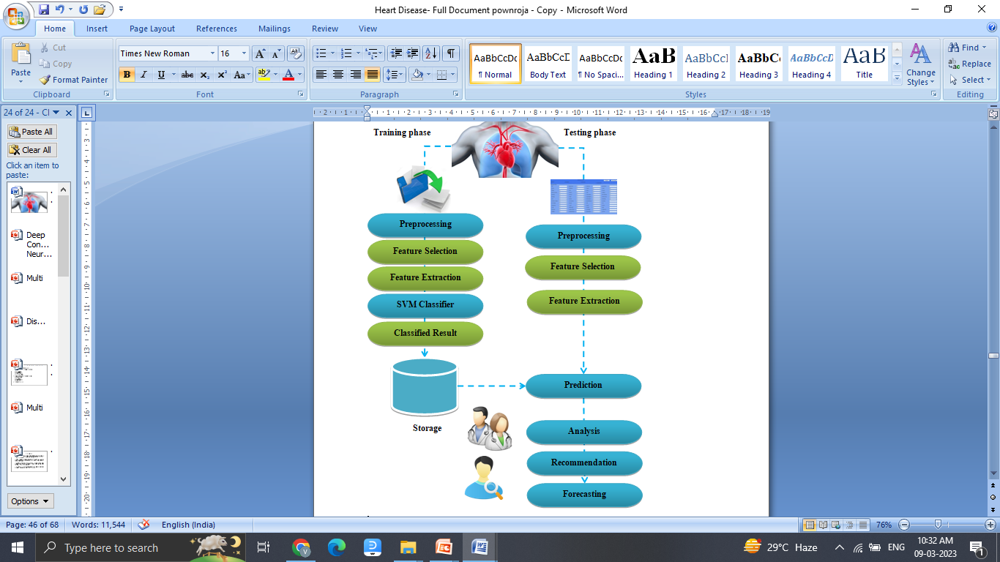 Heart Disease- Full Document pownroja - Copy - Microsoft Word
Home Insert Page Layout References Mailings Review View
Paste
Cut
Copy
Format Painter
Clipboard
Times New Roman 16
Font
Paragraph
AaBbCcDc AaBbCcD AaBbCcDc AaB AaBbCc AaBbCc AaBbCcD AaB
¶ Normal Body Text ¶ No Spaci... Heading 1 Heading 2 Heading 3 Heading 4 Title
Styles
Change Styles
Find
Replace
Select
Editing
24 of 24 - Cl
Paste All
Clear All
Click an item to
paste:
Deep
Con...
Neur...
Multi
Dis...
Multi
Options
Training phase
Testing phase
Preprocessing
Feature Selection
Feature Extraction
SVM Classifier
Classified Result
Storage
Preprocessing
Feature Selection
Feature Extraction
Prediction
Analysis
Recommendation
Forecasting
Page: 46 of 68 Words: 11,544 English (India) 76%
Type here to search
29°C Haze
ENG
10:32 AM
09-03-2023